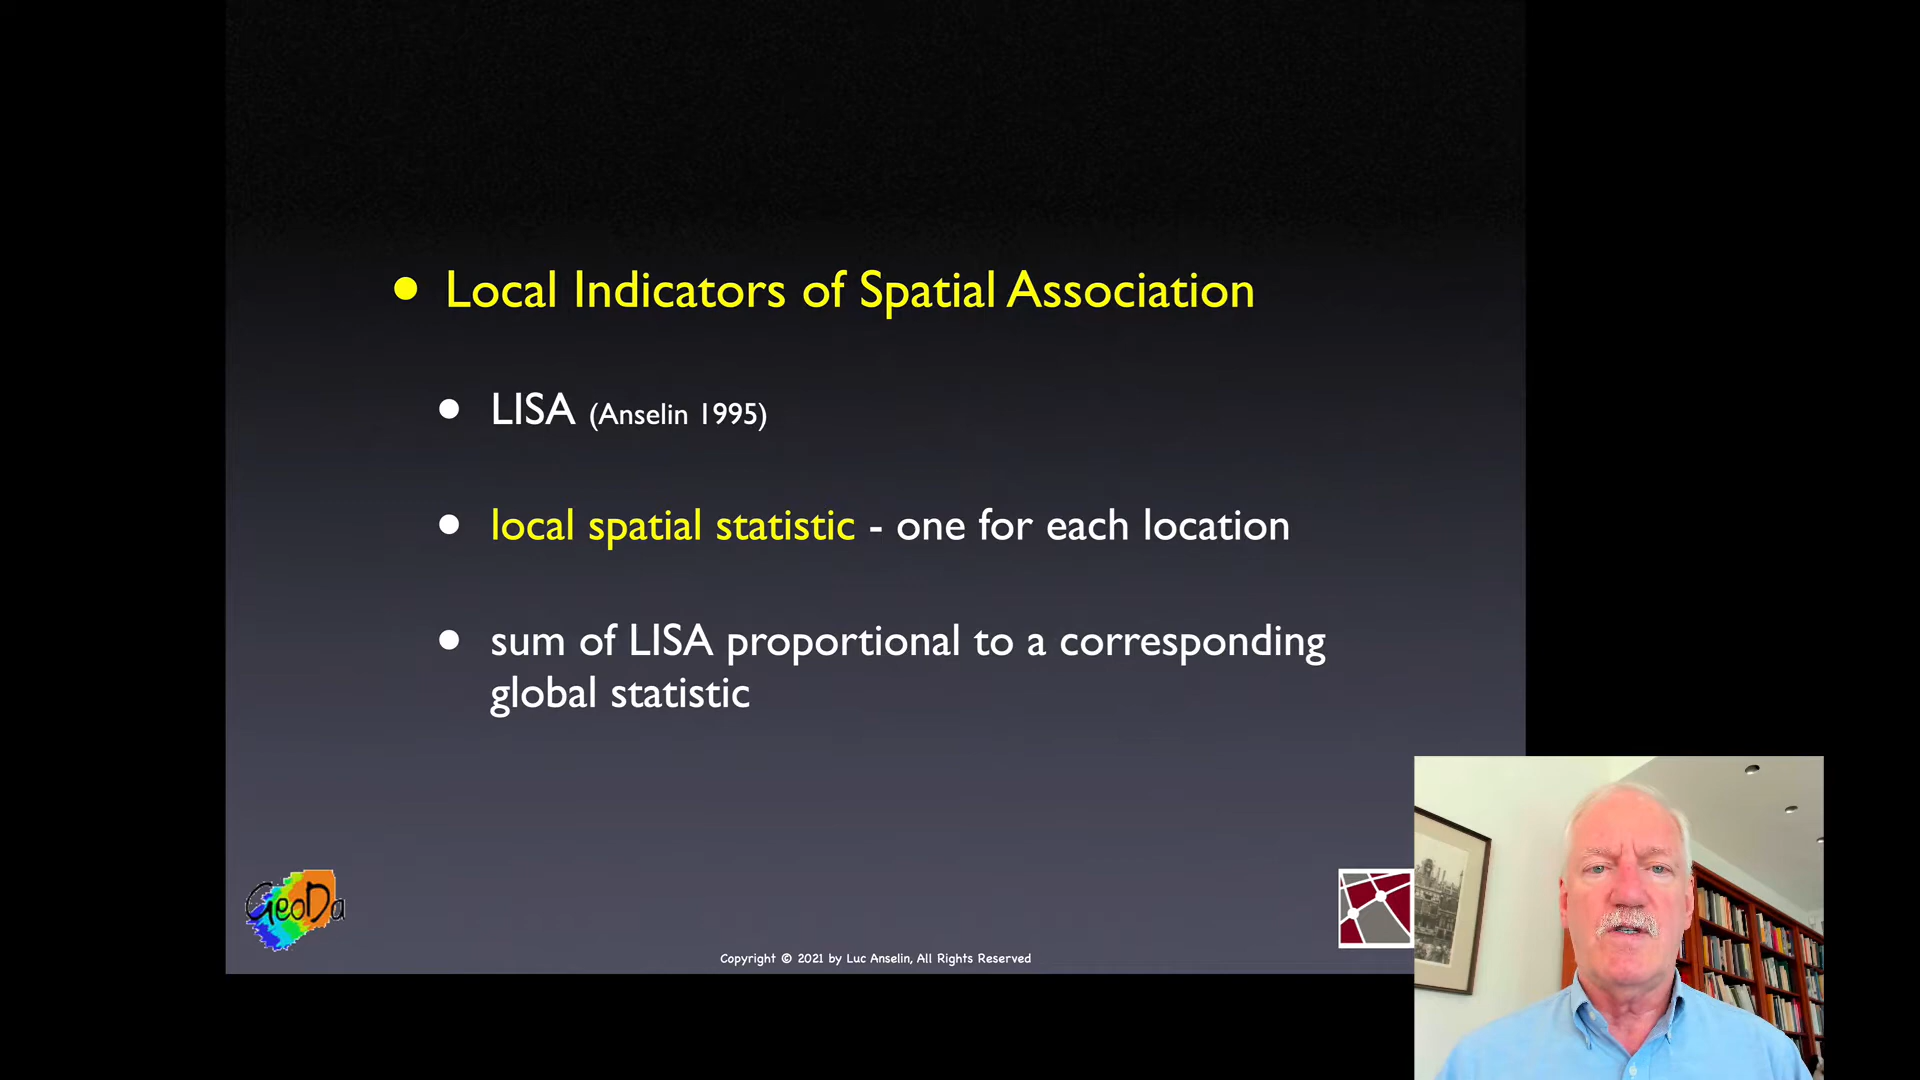 Local Indicators of Spatial Association
LISA (Anselin 1995)
local spatial statistic - one for each location
sum of LISA proportional to a corresponding
global statistic
GeoDa
Copyright © 2021 by Luc Anselin, All Rights Reserved